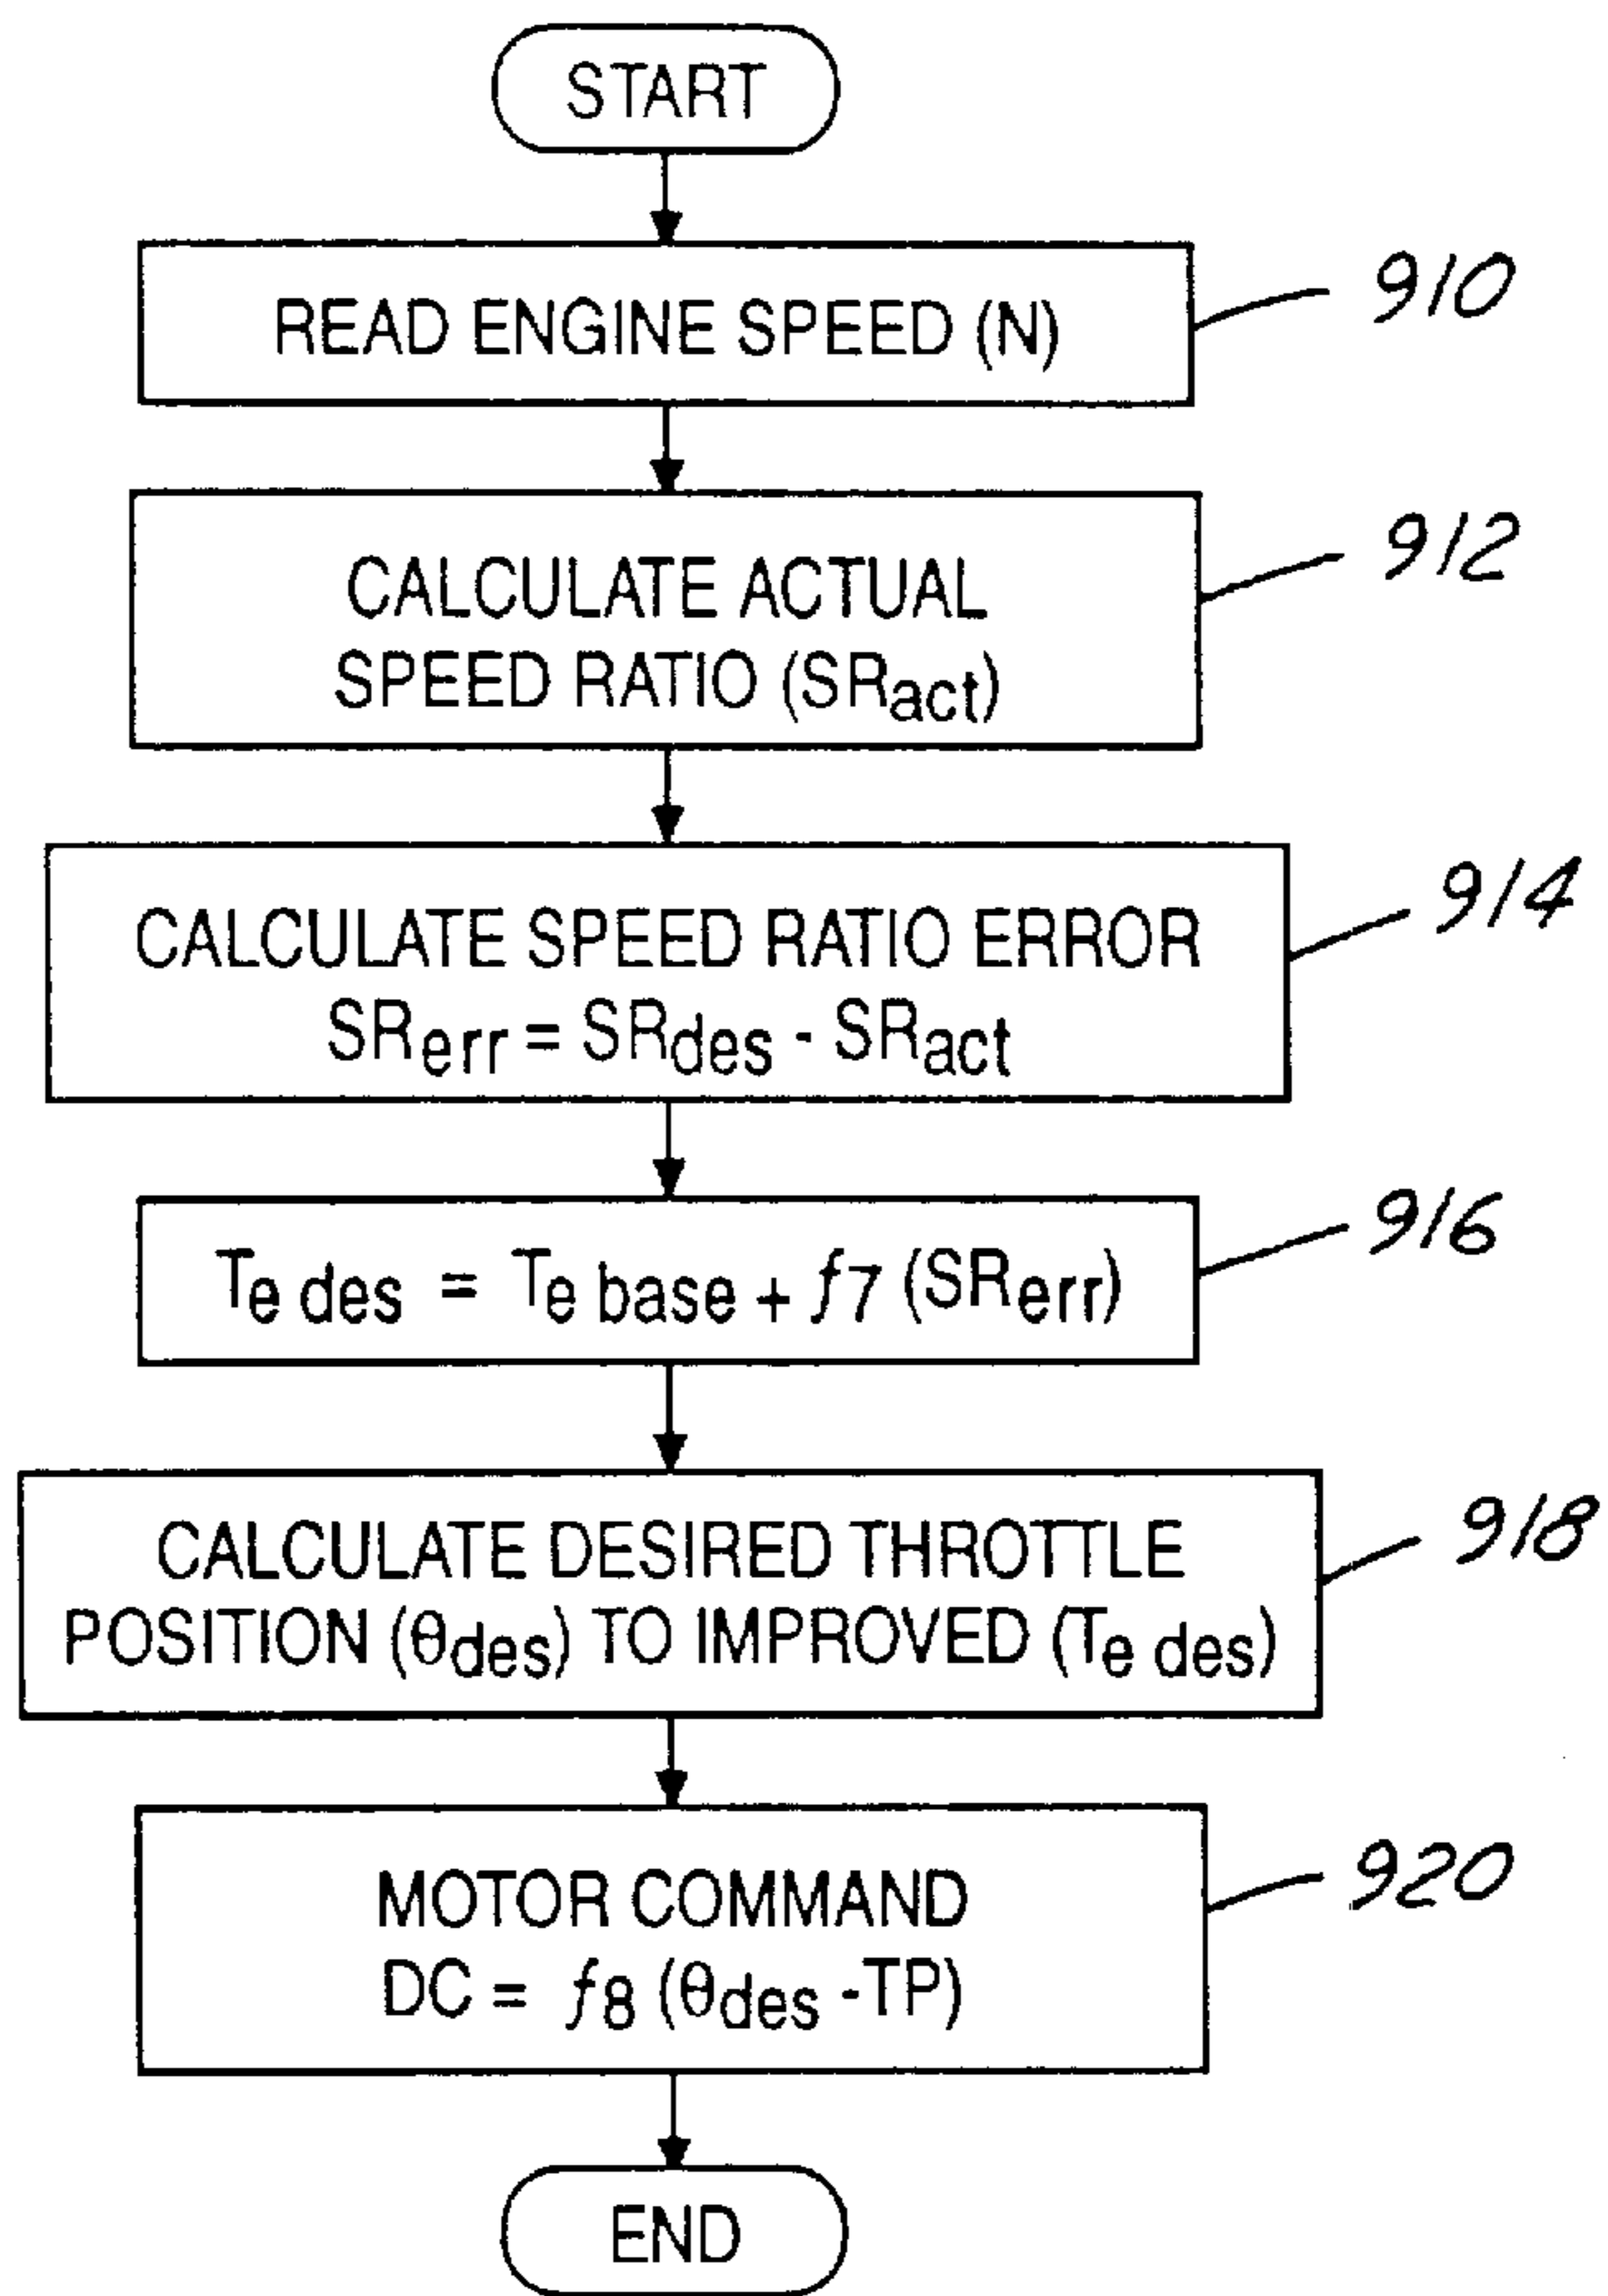 START
READ ENGINE SPEED (N)
910
CALCULATE ACTUAL
SPEED RATIO (SRact)
912
CALCULATE SPEED RATIO ERROR
SRerr = SRdes - SRact
914
Te des = Te base + f7 (SRerr)
916
CALCULATE DESIRED THROTTLE
POSITION (θdes) TO IMPROVED (Te des)
918
MOTOR COMMAND
DC = f8 (θdes -TP)
920
END